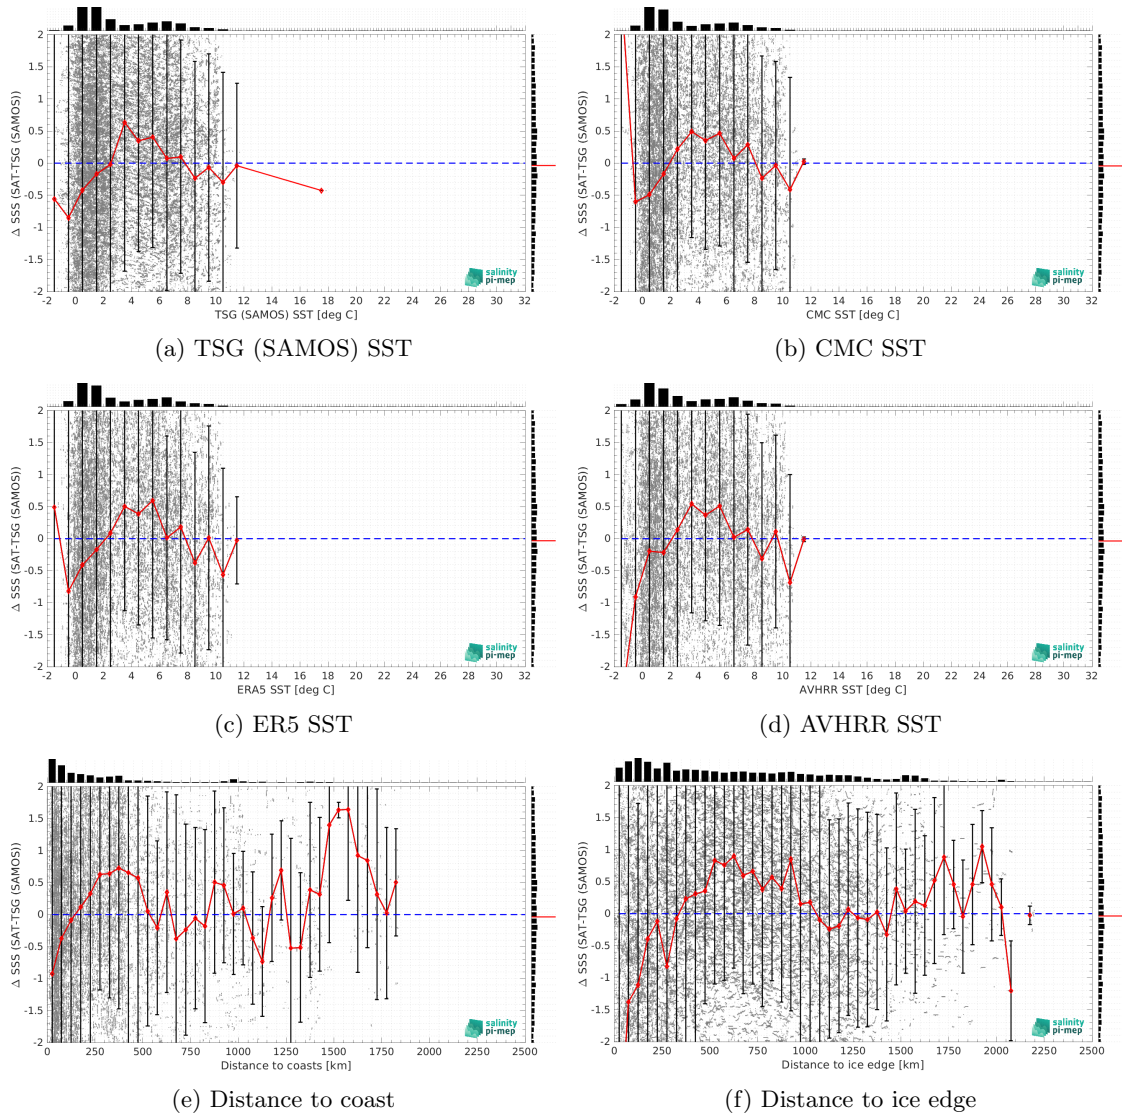 2
1.5
1
0.5
0
-0.5
-1
-1.5
-2
Δ SSS (SAT-TSG (SAMOS))
-2 0 2 4 6 8 10 12 14 16 18 20 22 24 26 28 30 32
TSG (SAMOS) SST [deg C]
salinity
pi-mep
(a) TSG (SAMOS) SST
2
1.5
1
0.5
0
-0.5
-1
-1.5
-2
Δ SSS (SAT-TSG (SAMOS))
-2 0 2 4 6 8 10 12 14 16 18 20 22 24 26 28 30 32
CMC SST [deg C]
salinity
pi-mep
(b) CMC SST
2
1.5
1
0.5
0
-0.5
-1
-1.5
-2
Δ SSS (SAT-TSG (SAMOS))
-2 0 2 4 6 8 10 12 14 16 18 20 22 24 26 28 30 32
ERA5 SST [deg C]
salinity
pi-mep
(c) ER5 SST
2
1.5
1
0.5
0
-0.5
-1
-1.5
-2
Δ SSS (SAT-TSG (SAMOS))
-2 0 2 4 6 8 10 12 14 16 18 20 22 24 26 28 30 32
AVHRR SST [deg C]
salinity
pi-mep
(d) AVHRR SST
2
1.5
1
0.5
0
-0.5
-1
-1.5
-2
Δ SSS (SAT-TSG (SAMOS))
0 250 500 750 1000 1250 1500 1750 2000 2250 2500
Distance to coasts [km]
salinity
pi-mep
(e) Distance to coast
2
1.5
1
0.5
0
-0.5
-1
-1.5
-2
Δ SSS (SAT-TSG (SAMOS))
0 250 500 750 1000 1250 1500 1750 2000 2250 2500
Distance to ice edge [km]
salinity
pi-mep
(f) Distance to ice edge